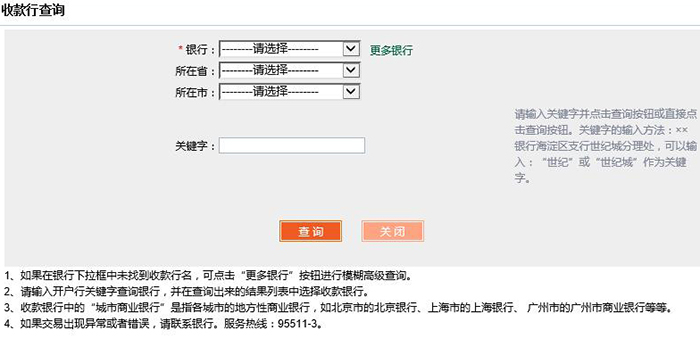 收款行查询
* 银行： --------请选择-------- 更多银行
所在省： --------请选择--------
所在市： --------请选择--------
请输入关键字并点击查询按钮或直接点
击查询按钮。关键字的输入方法：××
关键字：
银行海淀区支行世纪城分理处，可以输
入：“世纪”或“世纪城”作为关键
字。
查询 关闭
1、如果在银行下拉框中未找到收款行名，可点击“更多银行”按钮进行模糊高级查询。
2、请输入开户行关键字查询银行，并在查询出来的结果列表中选择收款银行。
3、收款银行中的“城市商业银行”是指各城市的地方性商业银行，如北京市的北京银行、上海市的上海银行、 广州市的广州市商业银行等等。
4、如果交易出现异常或者错误，请联系银行。服务热线：95511-3。